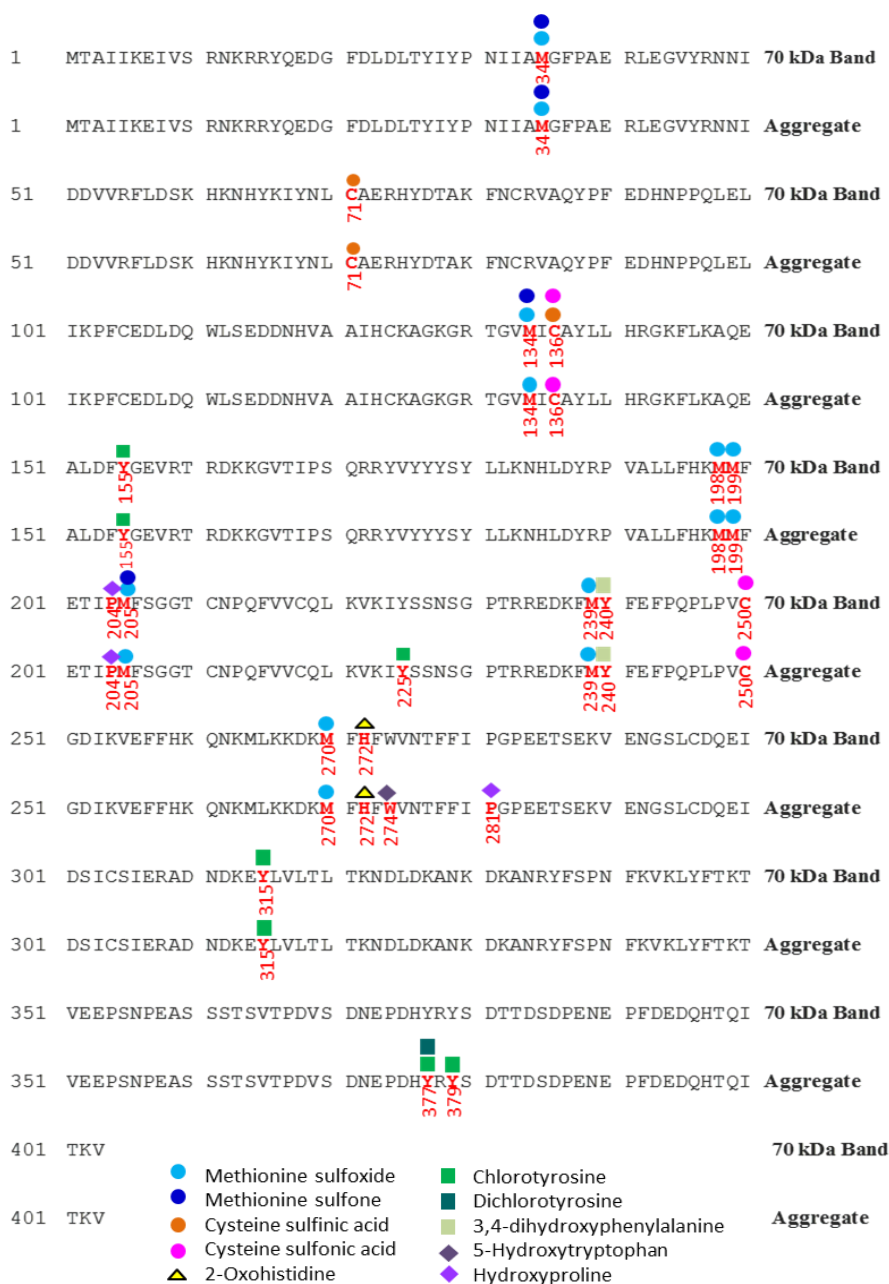 1 MTAIIKEIVS RNKRRYQEDG FDLDLTYIYP NIIAMGFPAE RLEGVYRNNI 70 kDa Band
34
1 MTAIIKEIVS RNKRRYQEDG FDLDLTYIYP NIIAMGFPAE RLEGVYRNNI Aggregate
34
51 DDVVRFLDSK HKNHYKIYNL CAERHYDTAK FNCRVAQYPF EDHNPPQLEL 70 kDa Band
71
51 DDVVRFLDSK HKNHYKIYNL CAERHYDTAK FNCRVAQYPF EDHNPPQLEL Aggregate
71
101 IKPFCEDLDQ WLSEDDNHVA AIHCKAGKGR TGVMICAYLL HRGKFLKAQE 70 kDa Band
134 136
101 IKPFCEDLDQ WLSEDDNHVA AIHCKAGKGR TGVMICAYLL HRGKFLKAQE Aggregate
134 136
151 ALDFYGEVRT RDKKGVTIPS QRRYVYYYSY LLKNHLDYRP VALLFHKMMF 70 kDa Band
155 198 199
151 ALDFYGEVRT RDKKGVTIPS QRRYVYYYSY LLKNHLDYRP VALLFHKMMF Aggregate
155 198 199
201 ETIPMFSGGT CNPQFVVCQL KVKIYSSNSG PTRREDKFMY FEFPQPLPVC 70 kDa Band
204 205 239 240 250
201 ETIPMFSGGT CNPQFVVCQL KVKIYSSNSG PTRREDKFMY FEFPQPLPVC Aggregate
204 205 225 239 240 250
251 GDIKVEFFHK QNKMLKKDKM FHFWVNTFFI PGPEETSEKV ENGSLCDQEI 70 kDa Band
270 272
251 GDIKVEFFHK QNKMLKKDKM FHFWVNTFFI PGPEETSEKV ENGSLCDQEI Aggregate
270 272 274 281
301 DSICSIERAD NDKEYLVLTL TKNDLDKANK DKANRYFSPN FKVKLYFTKT 70 kDa Band
315
301 DSICSIERAD NDKEYLVLTL TKNDLDKANK DKANRYFSPN FKVKLYFTKT Aggregate
315
351 VEEPSNPEAS SSTSVTPDVS DNEPDHYRYS DTTDSDPENE PFDEDQHTQI 70 kDa Band
351 VEEPSNPEAS SSTSVTPDVS DNEPDHYRYS DTTDSDPENE PFDEDQHTQI Aggregate
377 379
401 TKV 70 kDa Band
401 TKV Aggregate
Methionine sulfoxide
Methionine sulfone
Cysteine sulfinic acid
Cysteine sulfonic acid
2-Oxohistidine
Chlorotyrosine
Dichlorotyrosine
3,4-dihydroxyphenylalanine
5-Hydroxytryptophan
Hydroxyproline